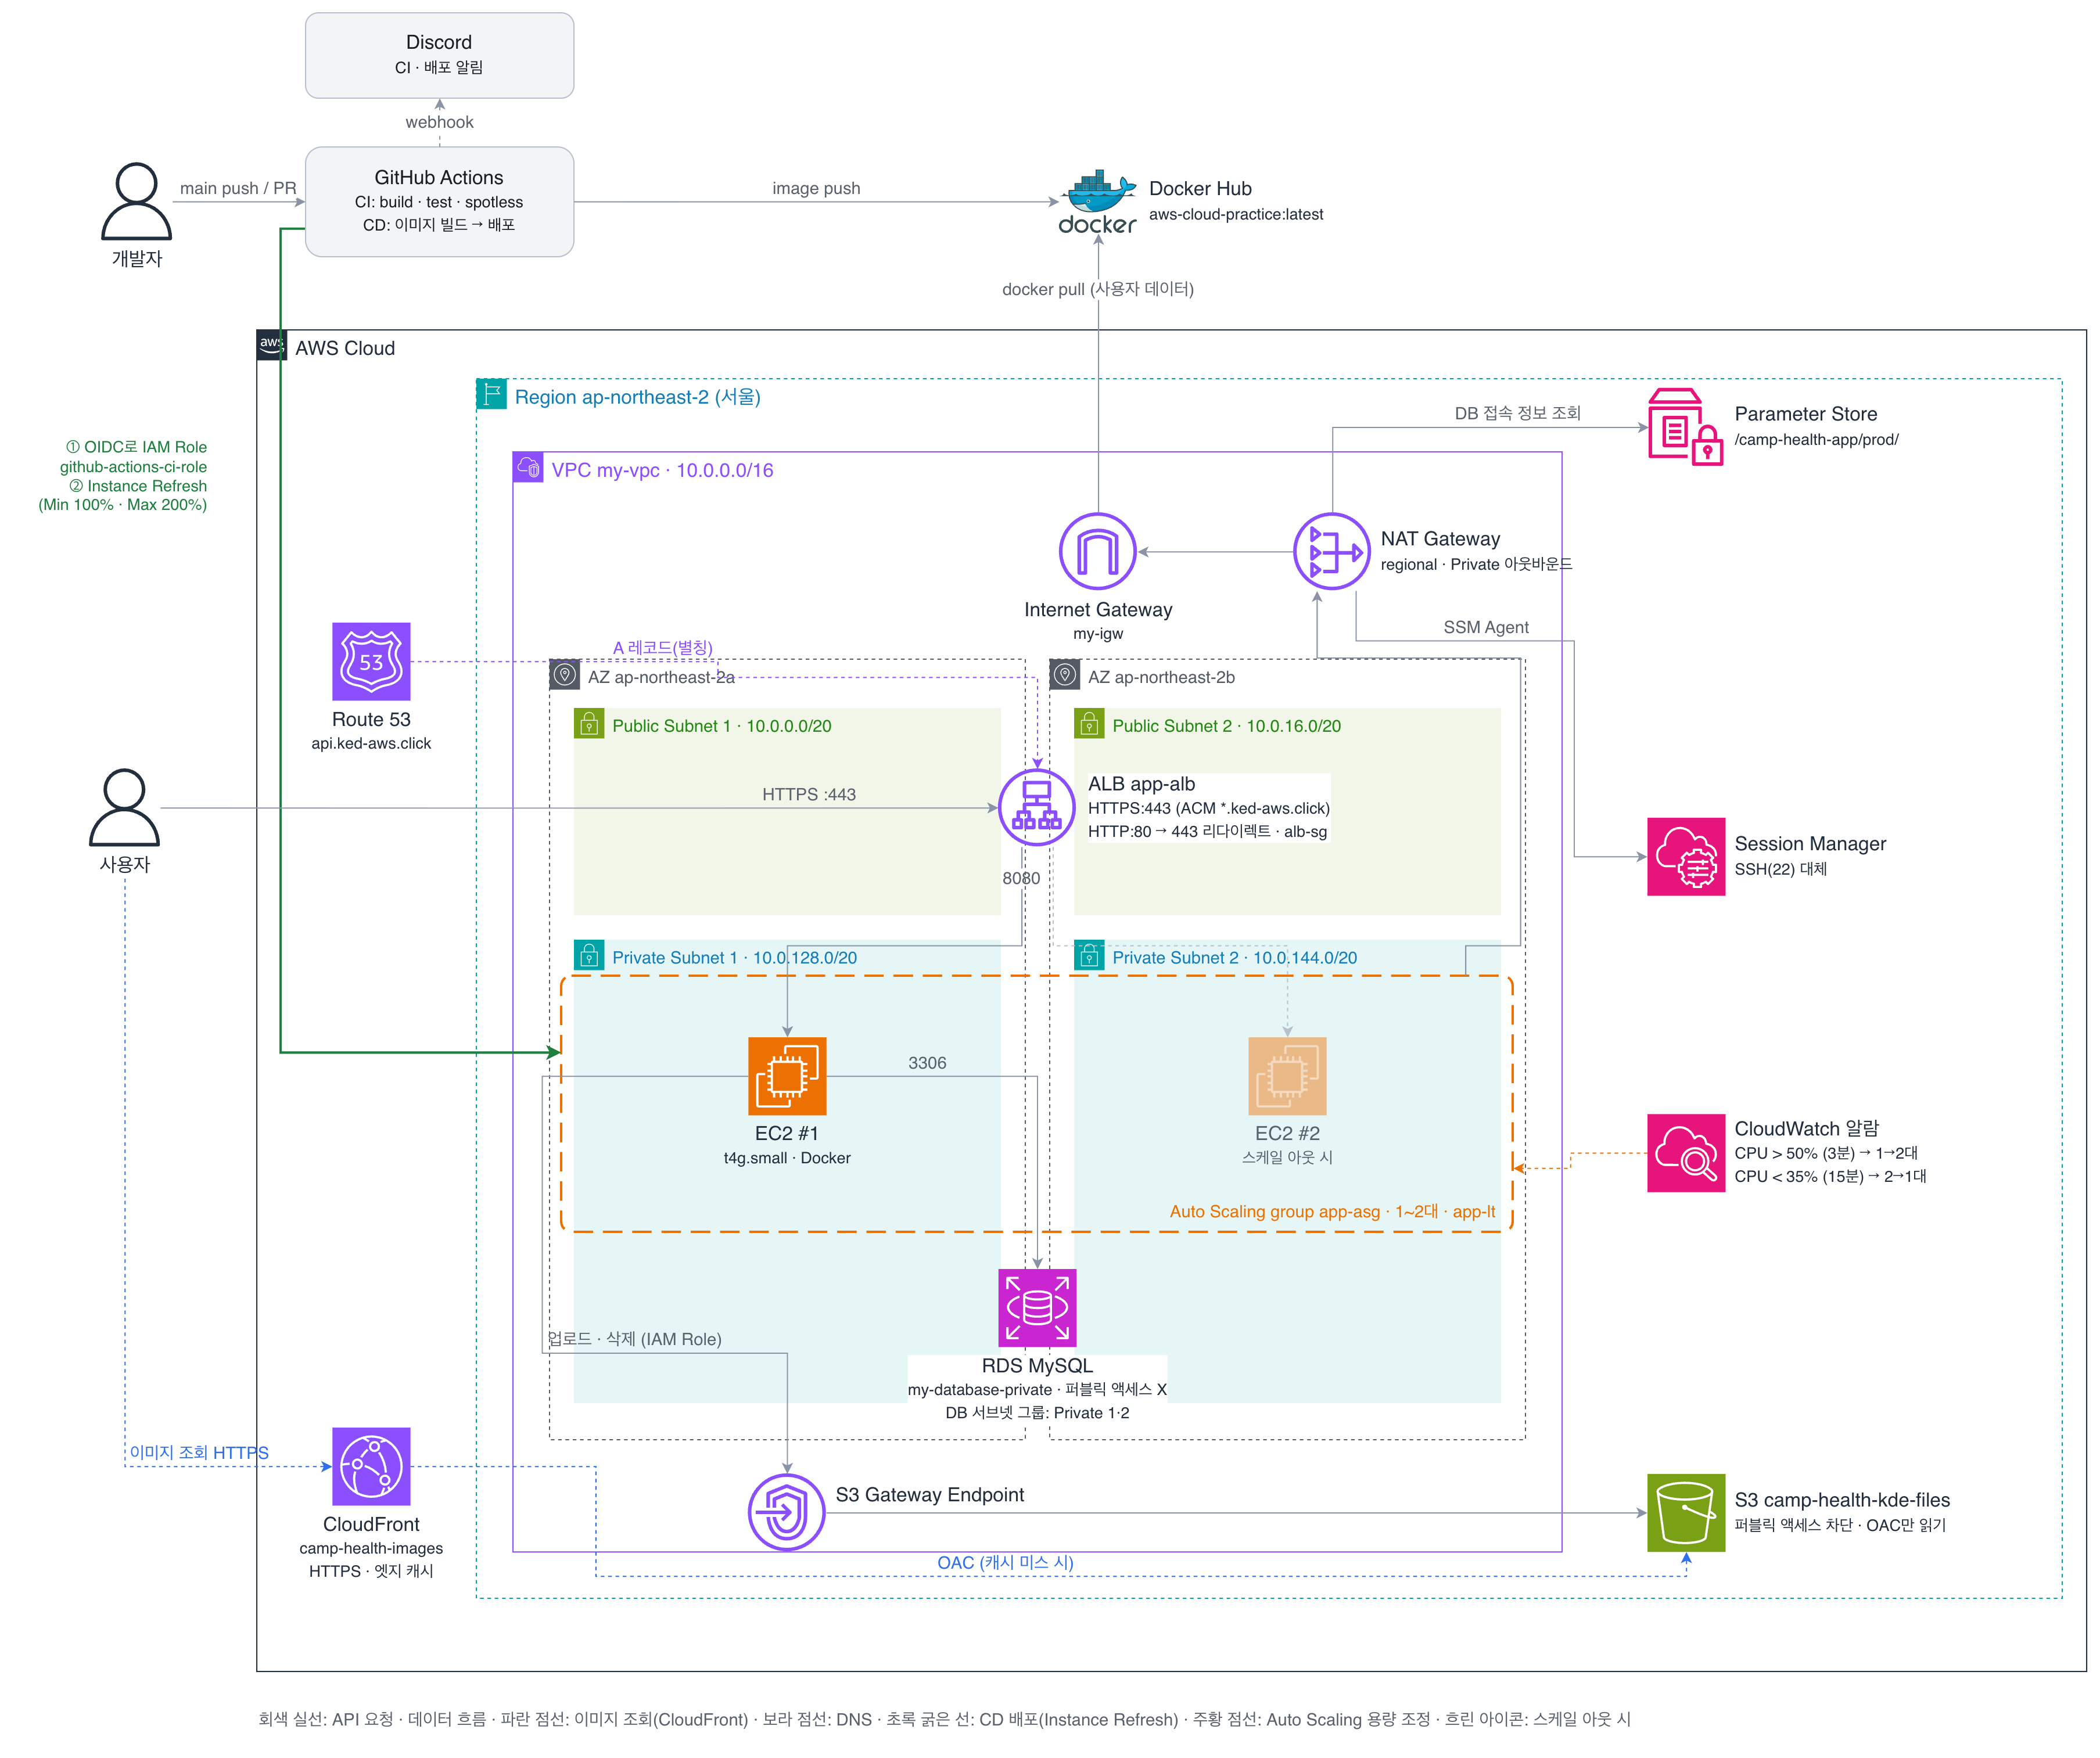 Discord
CI · 배포 알림
webhook
GitHub Actions
CI: build · test · spotless
CD: 이미지 빌드 → 배포
main push / PR
개발자
image push
docker
Docker Hub
aws-cloud-practice:latest
docker pull (사용자 데이터)
aws
AWS Cloud
Region ap-northeast-2 (서울)
① OIDC로 IAM Role
github-actions-ci-role
② Instance Refresh
(Min 100% · Max 200%)
DB 접속 정보 조회
Parameter Store
/camp-health-app/prod/
VPC my-vpc · 10.0.0.0/16
NAT Gateway
regional · Private 아웃바운드
Internet Gateway
my-igw
SSM Agent
53
Route 53
api.ked-aws.click
A 레코드(별칭)
AZ ap-northeast-2a
AZ ap-northeast-2b
Public Subnet 1 · 10.0.0.0/20
Public Subnet 2 · 10.0.16.0/20
사용자
HTTPS :443
ALB app-alb
HTTPS:443 (ACM *.ked-aws.click)
HTTP:80 → 443 리다이렉트 · alb-sg
8080
Session Manager
SSH(22) 대체
Private Subnet 1 · 10.0.128.0/20
Private Subnet 2 · 10.0.144.0/20
3306
EC2 #1
t4g.small · Docker
EC2 #2
스케일 아웃 시
CloudWatch 알람
CPU > 50% (3분) → 1→2대
CPU < 35% (15분) → 2→1대
Auto Scaling group app-asg · 1~2대 · app-lt
업로드 · 삭제 (IAM Role)
RDS MySQL
my-database-private · 퍼블릭 액세스 X
DB 서브넷 그룹: Private 1·2
이미지 조회 HTTPS
CloudFront
camp-health-images
HTTPS · 엣지 캐시
S3 Gateway Endpoint
S3 camp-health-kde-files
퍼블릭 액세스 차단 · OAC만 읽기
OAC (캐시 미스 시)
회색 실선: API 요청 · 데이터 흐름 · 파란 점선: 이미지 조회(CloudFront) · 보라 점선: DNS · 초록 굵은 선: CD 배포(Instance Refresh) · 주황 점선: Auto Scaling 용량 조정 · 흐린 아이콘: 스케일 아웃 시